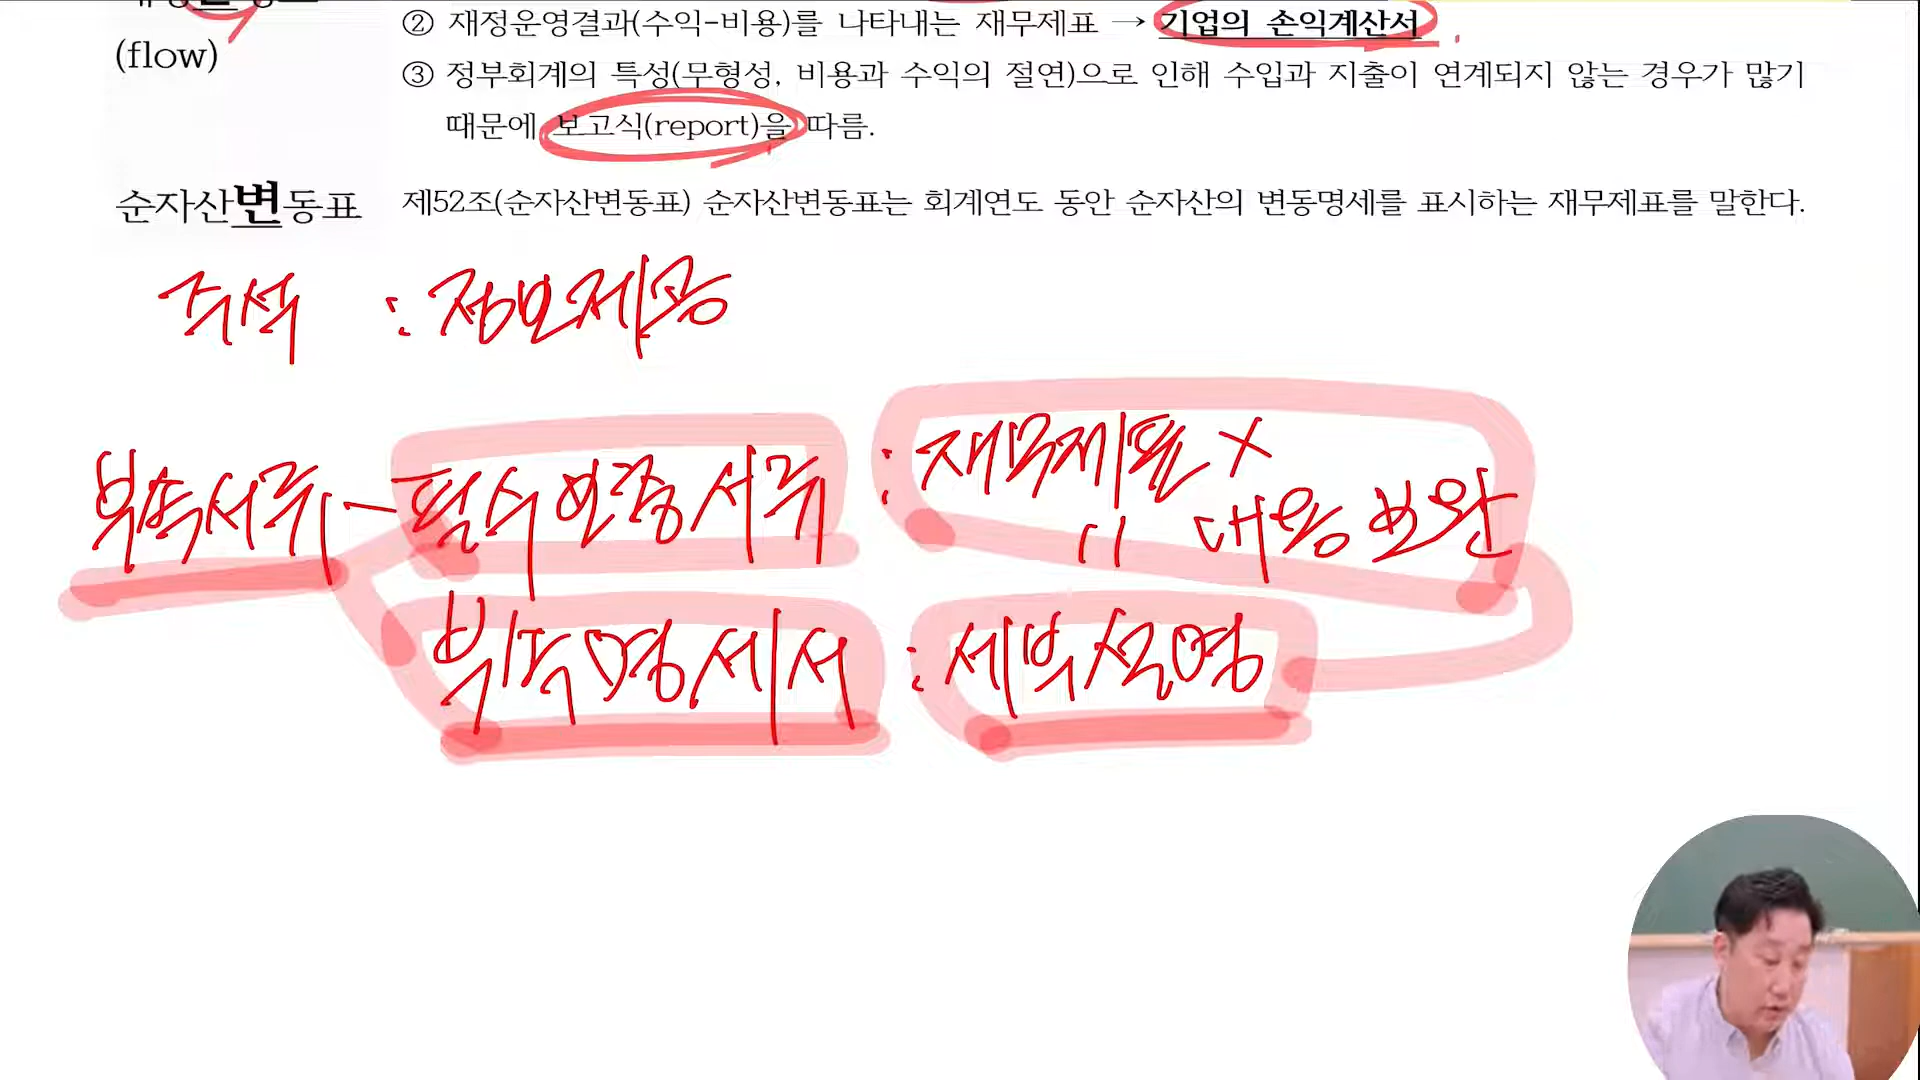 ② 재정운영결과(수익-비용)를 나타내는 재무제표 → 기업의 손익계산서
(flow)
③ 정부회계의 특성(무형성, 비용과 수익의 절연)으로 인해 수입과 지출이 연계되지 않는 경우가 많기
때문에 보고식(report)을 따름.
순자산변동표 제52조(순자산변동표) 순자산변동표는 회계연도 동안 순자산의 변동명세를 표시하는 재무제표를 말한다.
주석 : 정보제공
부속서류 - 필수보충서류 : 재무제표 X
〃 내용 보완
부속명세서 : 세부설명